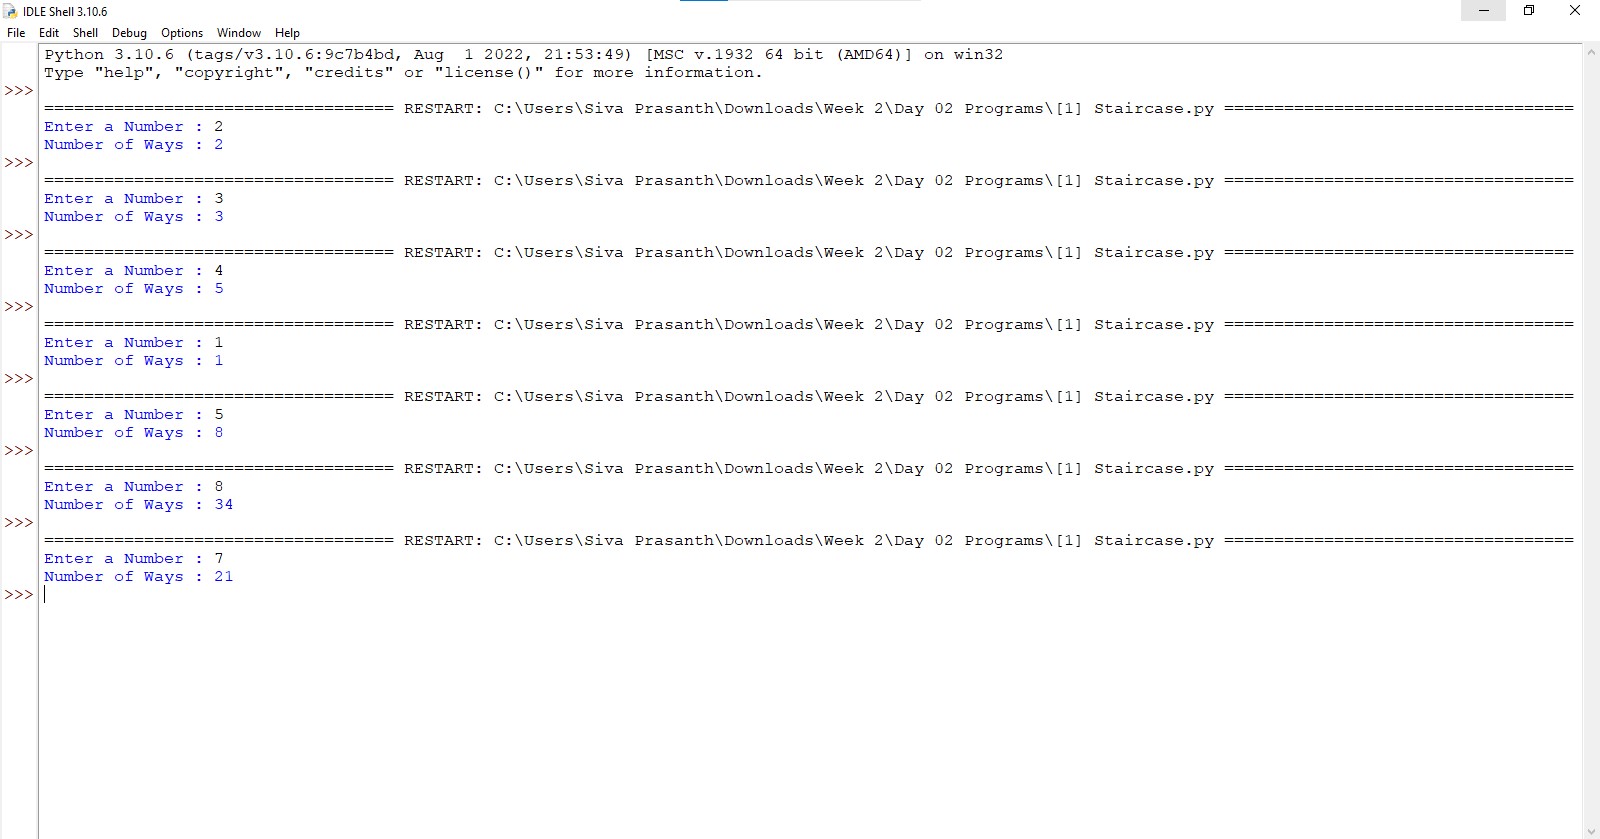 IDLE Shell 3.10.6
File Edit Shell Debug Options Window Help
Python 3.10.6 (tags/v3.10.6:9c7b4bd, Aug  1 2022, 21:53:49) [MSC v.1932 64 bit (AMD64)] on win32
Type "help", "copyright", "credits" or "license()" for more information.
>>>
=================================== RESTART: C:\Users\Siva Prasanth\Downloads\Week 2\Day 02 Programs\[1] Staircase.py ===================================
Enter a Number : 2
Number of Ways : 2
>>>
=================================== RESTART: C:\Users\Siva Prasanth\Downloads\Week 2\Day 02 Programs\[1] Staircase.py ===================================
Enter a Number : 3
Number of Ways : 3
>>>
=================================== RESTART: C:\Users\Siva Prasanth\Downloads\Week 2\Day 02 Programs\[1] Staircase.py ===================================
Enter a Number : 4
Number of Ways : 5
>>>
=================================== RESTART: C:\Users\Siva Prasanth\Downloads\Week 2\Day 02 Programs\[1] Staircase.py ===================================
Enter a Number : 1
Number of Ways : 1
>>>
=================================== RESTART: C:\Users\Siva Prasanth\Downloads\Week 2\Day 02 Programs\[1] Staircase.py ===================================
Enter a Number : 5
Number of Ways : 8
>>>
=================================== RESTART: C:\Users\Siva Prasanth\Downloads\Week 2\Day 02 Programs\[1] Staircase.py ===================================
Enter a Number : 8
Number of Ways : 34
>>>
=================================== RESTART: C:\Users\Siva Prasanth\Downloads\Week 2\Day 02 Programs\[1] Staircase.py ===================================
Enter a Number : 7
Number of Ways : 21
>>>